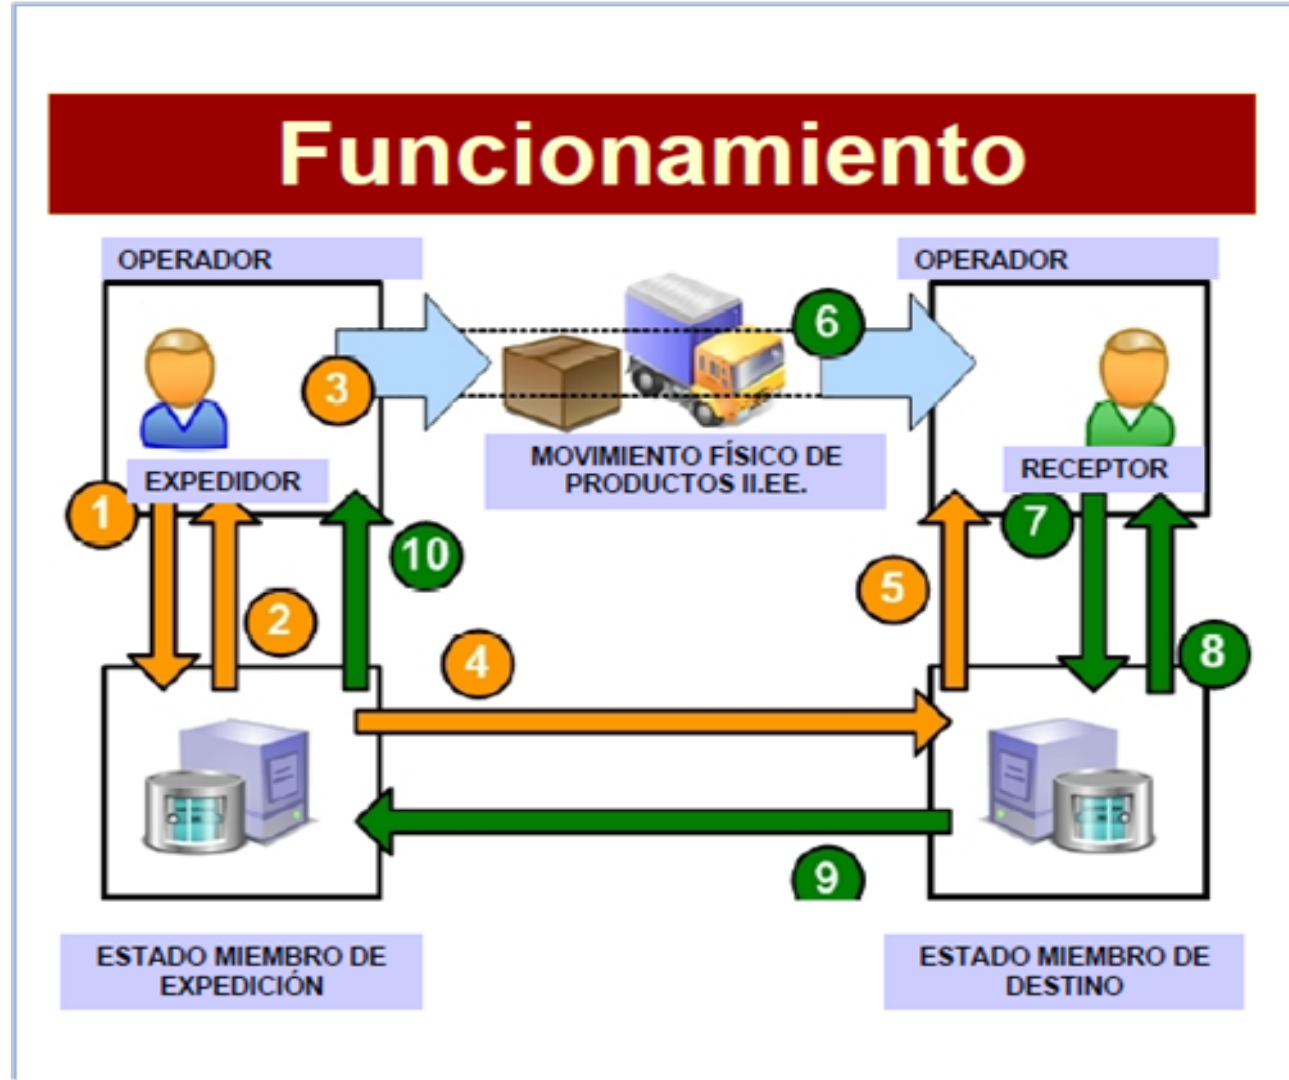 Funcionamiento
OPERADOR
OPERADOR
6
3
MOVIMIENTO FÍSICO DE
PRODUCTOS II.EE.
EXPEDIDOR
RECEPTOR
1
7
10
5
2
8
4
9
ESTADO MIEMBRO DE
EXPEDICIÓN
ESTADO MIEMBRO DE
DESTINO